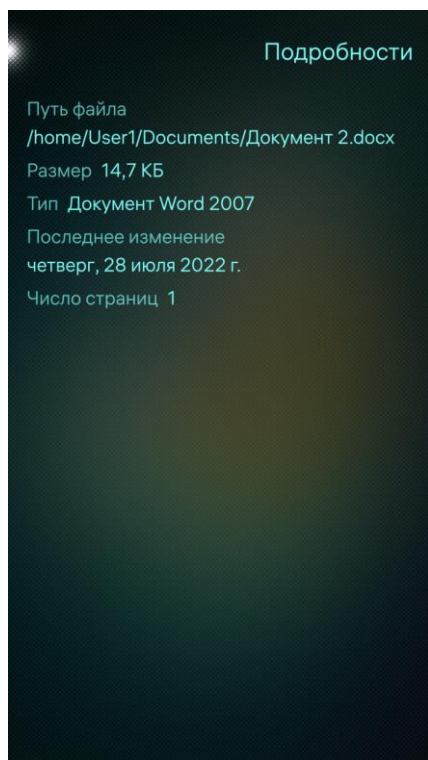 Подробности
Путь файла
/home/User1/Documents/Документ 2.docx
Размер 14,7 КБ
Тип Документ Word 2007
Последнее изменение
четверг, 28 июля 2022 г.
Число страниц 1